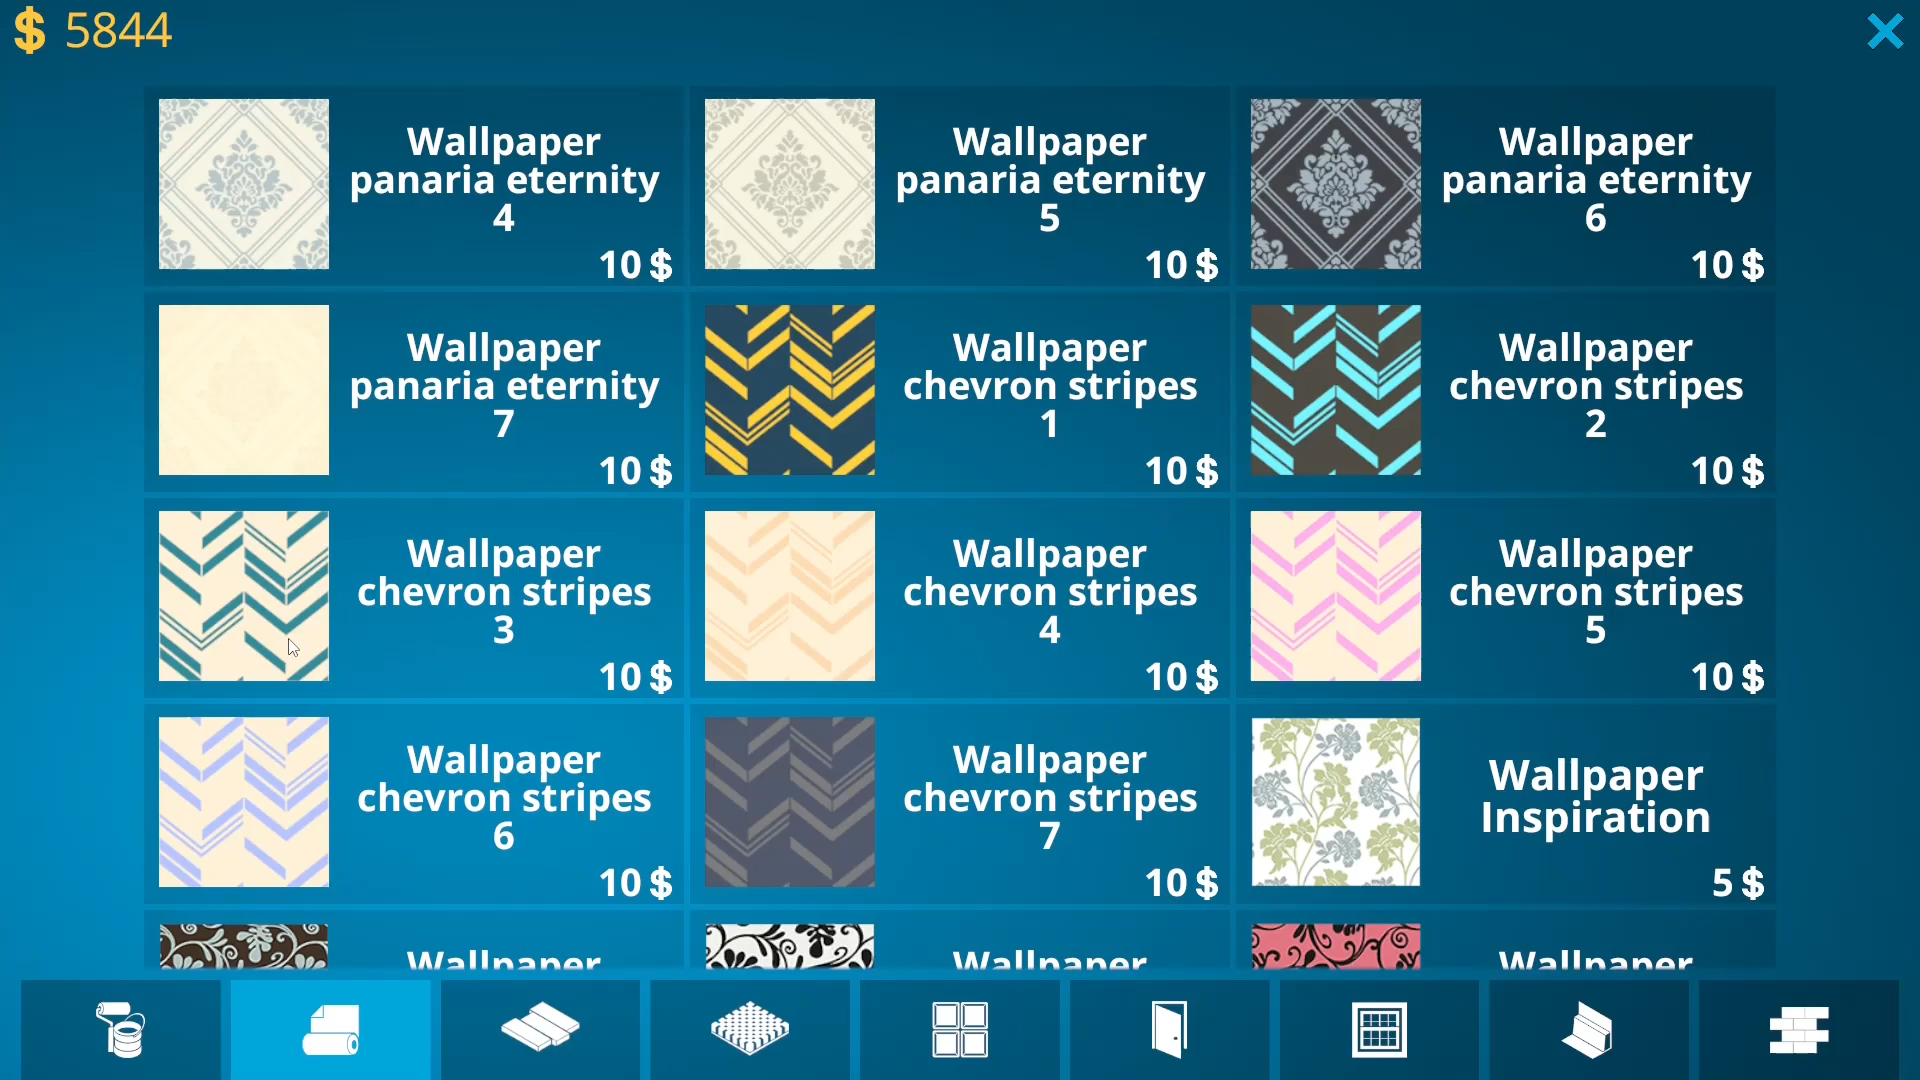 $ 5844
Wallpaper
panaria eternity
4
10 $
Wallpaper
panaria eternity
5
10 $
Wallpaper
panaria eternity
6
10 $
Wallpaper
panaria eternity
7
10 $
Wallpaper
chevron stripes
1
10 $
Wallpaper
chevron stripes
2
10 $
Wallpaper
chevron stripes
3
10 $
Wallpaper
chevron stripes
4
10 $
Wallpaper
chevron stripes
5
10 $
Wallpaper
chevron stripes
6
10 $
Wallpaper
chevron stripes
7
10 $
Wallpaper
Inspiration
5 $
Wallpaper
Wallpaper
Wallpaper